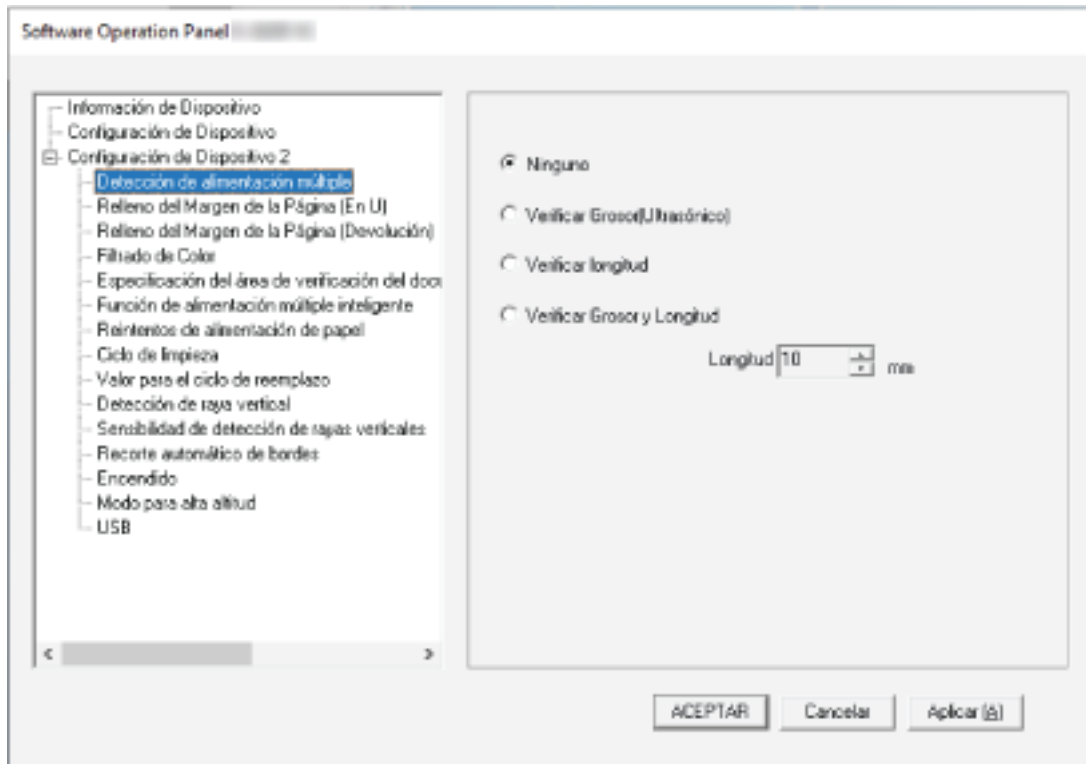 Software Operation Panel
Información de Dispositivo
Configuración de Dispositivo
Configuración de Dispositivo 2
Detección de alimentación múltiple
Relleno del Margen de la Página (En U)
Relleno del Margen de la Página (Devolución)
Filtrado de Color
Especificación del área de verificación del docu
Función de alimentación múltiple inteligente
Reintentos de alimentación de papel
Ciclo de limpieza
Valor para el ciclo de reemplazo
Detección de raya vertical
Sensibilidad de detección de rayas verticales
Recorte automático de bordes
Encendido
Modo para alta altitud
USB
Ninguno
Verificar Grosor(Ultrasónico)
Verificar longitud
Verificar Grosor y Longitud
Longitud 10 mm
ACEPTAR Cancelar Aplicar (A)